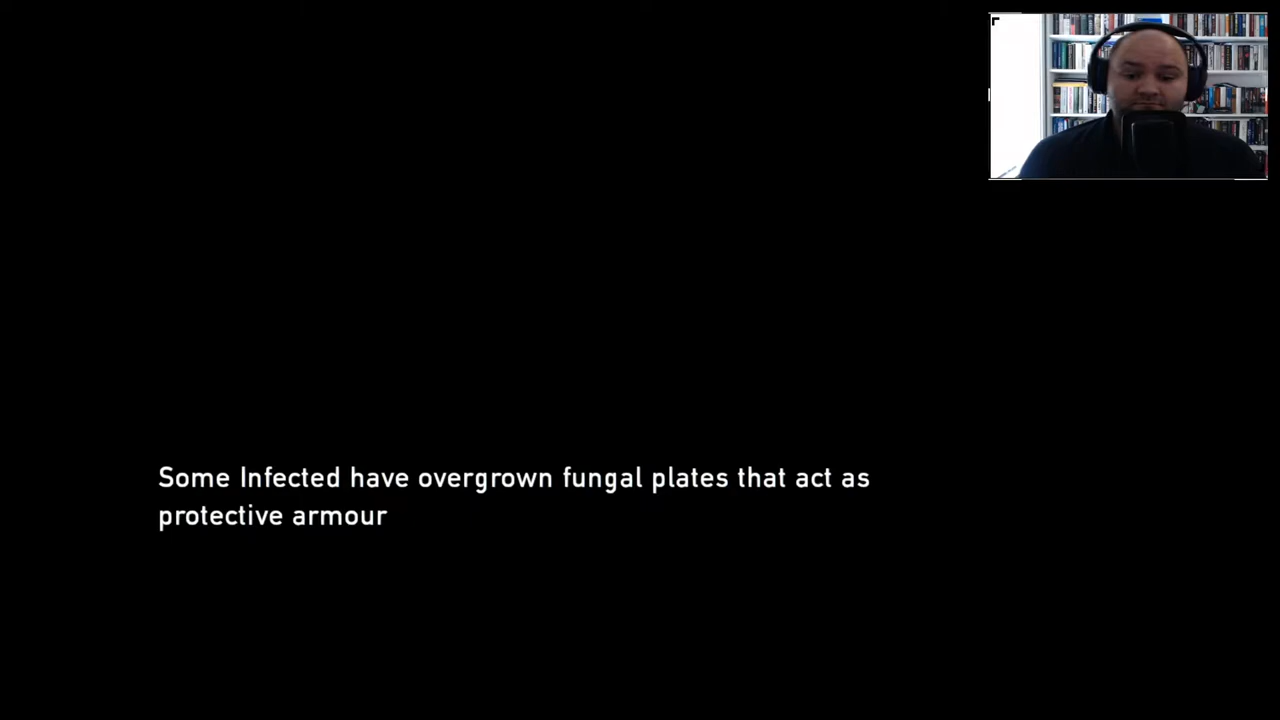 Some Infected have overgrown fungal plates that act as
protective armour